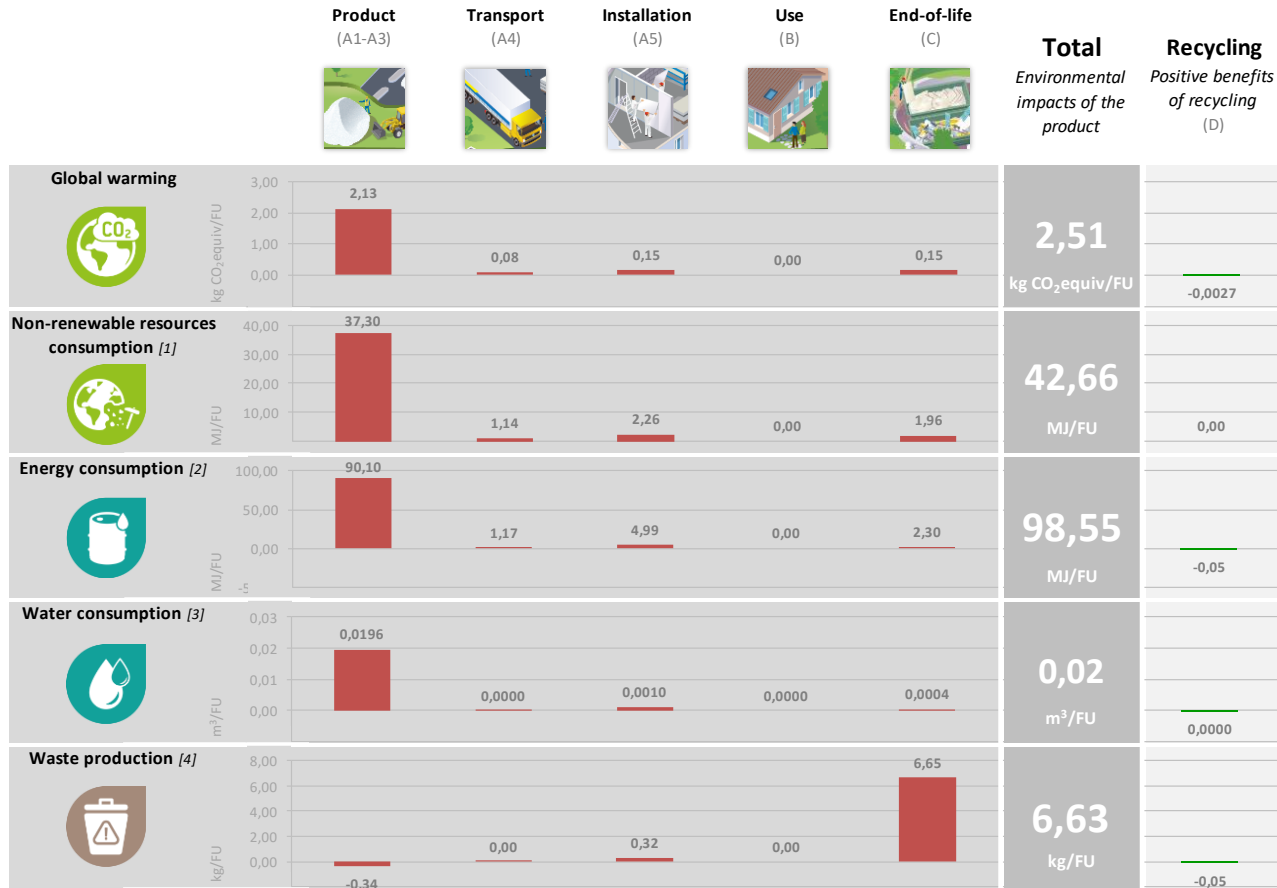 Product
(A1-A3)
Transport
(A4)
Installation
(A5)
Use
(B)
End-of-life
(C)
Total
Environmental
impacts of the
product
Recycling
Positive benefits
of recycling
(D)
Global warming
CO2
kg CO2equiv/FU
3,00
2,00
1,00
0,00
2,13
0,08
0,15
0,00
0,15
2,51
kg CO2equiv/FU
-0,0027
Non-renewable resources
consumption [1]
MJ/FU
40,00
30,00
20,00
10,00
37,30
1,14
2,26
0,00
1,96
42,66
MJ/FU
0,00
Energy consumption [2]
MJ/FU
100,00
50,00
0,00
90,10
1,17
4,99
0,00
2,30
98,55
MJ/FU
-0,05
Water consumption [3]
m3/FU
0,03
0,02
0,01
0,00
0,0196
0,0000
0,0010
0,0000
0,0004
0,02
m3/FU
0,0000
Waste production [4]
kg/FU
8,00
6,00
4,00
2,00
0,00
-0,34
0,00
0,32
0,00
6,65
6,63
kg/FU
-0,05